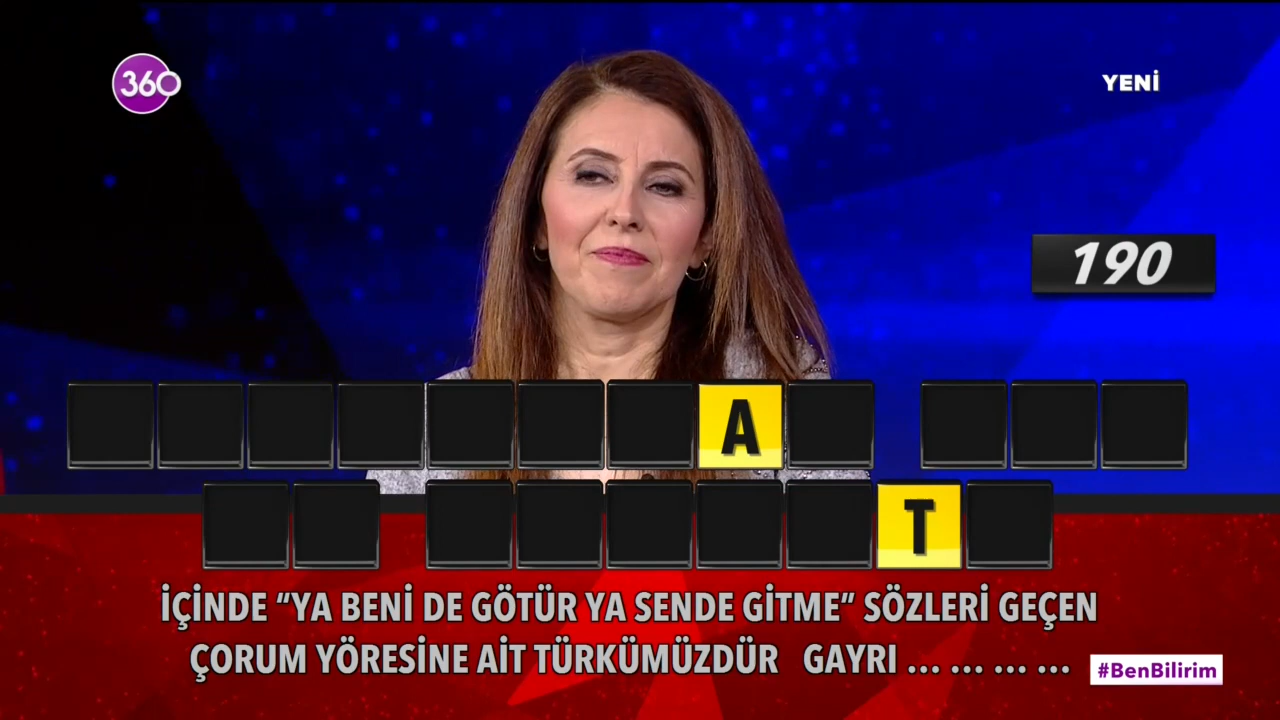 360
YENİ
190
A
T
İÇİNDE “YA BENİ DE GÖTÜR YA SENDE GİTME” SÖZLERİ GEÇEN
ÇORUM YÖRESİNE AİT TÜRKÜMÜZDÜR GAYRI ... ... ... ...
#BenBilirim